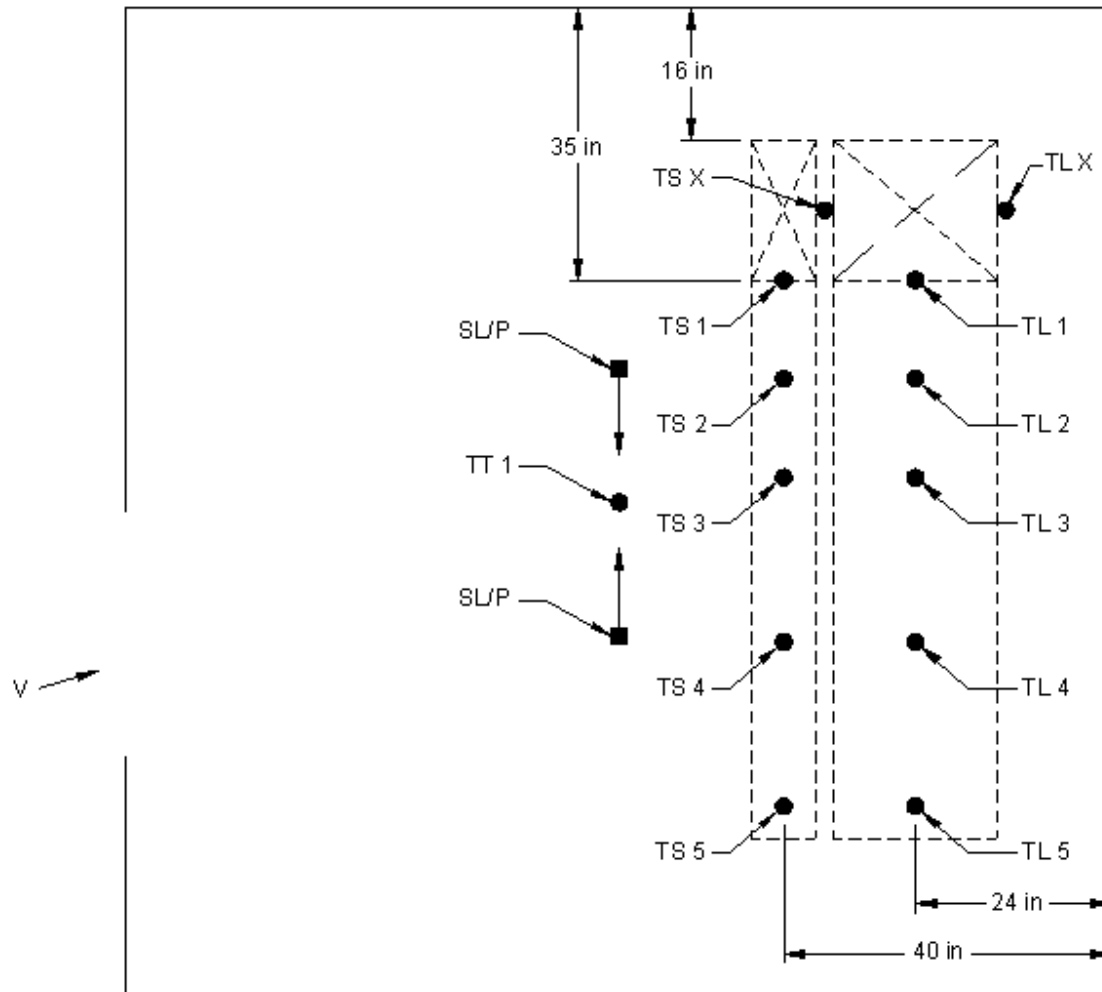 16 in
35 in
TS X
TL X
TS 1
TL 1
SL/P
TS 2
TL 2
TT 1
TS 3
TL 3
SL/P
V
TS 4
TL 4
TS 5
TL 5
24 in
40 in